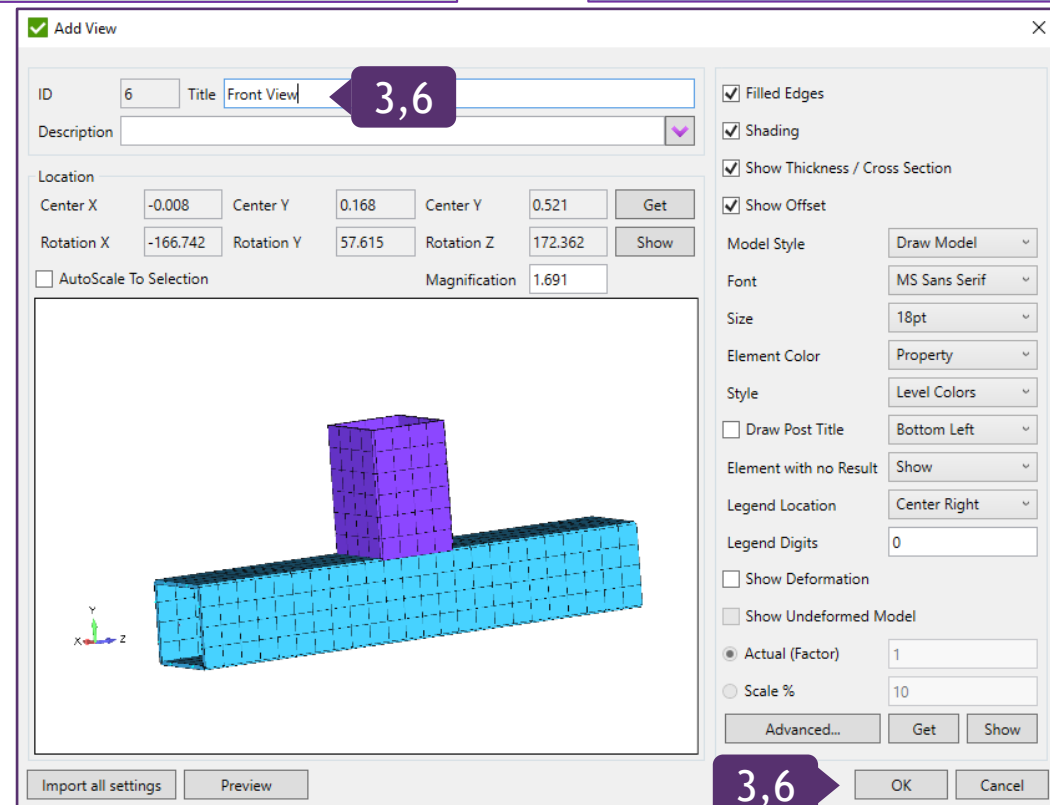 Add View
ID 6 Title Front View 3,6
Description
Location
Center X -0.008 Center Y 0.168 Center Y 0.521 Get
Rotation X -166.742 Rotation Y 57.615 Rotation Z 172.362 Show
AutoScale To Selection Magnification 1.691
Y
X Z
Import all settings Preview
Filled Edges
Shading
Show Thickness / Cross Section
Show Offset
Model Style Draw Model
Font MS Sans Serif
Size 18pt
Element Color Property
Style Level Colors
Draw Post Title Bottom Left
Element with no Result Show
Legend Location Center Right
Legend Digits 0
Show Deformation
Show Undeformed Model
Actual (Factor) 1
Scale % 10
Advanced... Get Show
3,6 OK Cancel